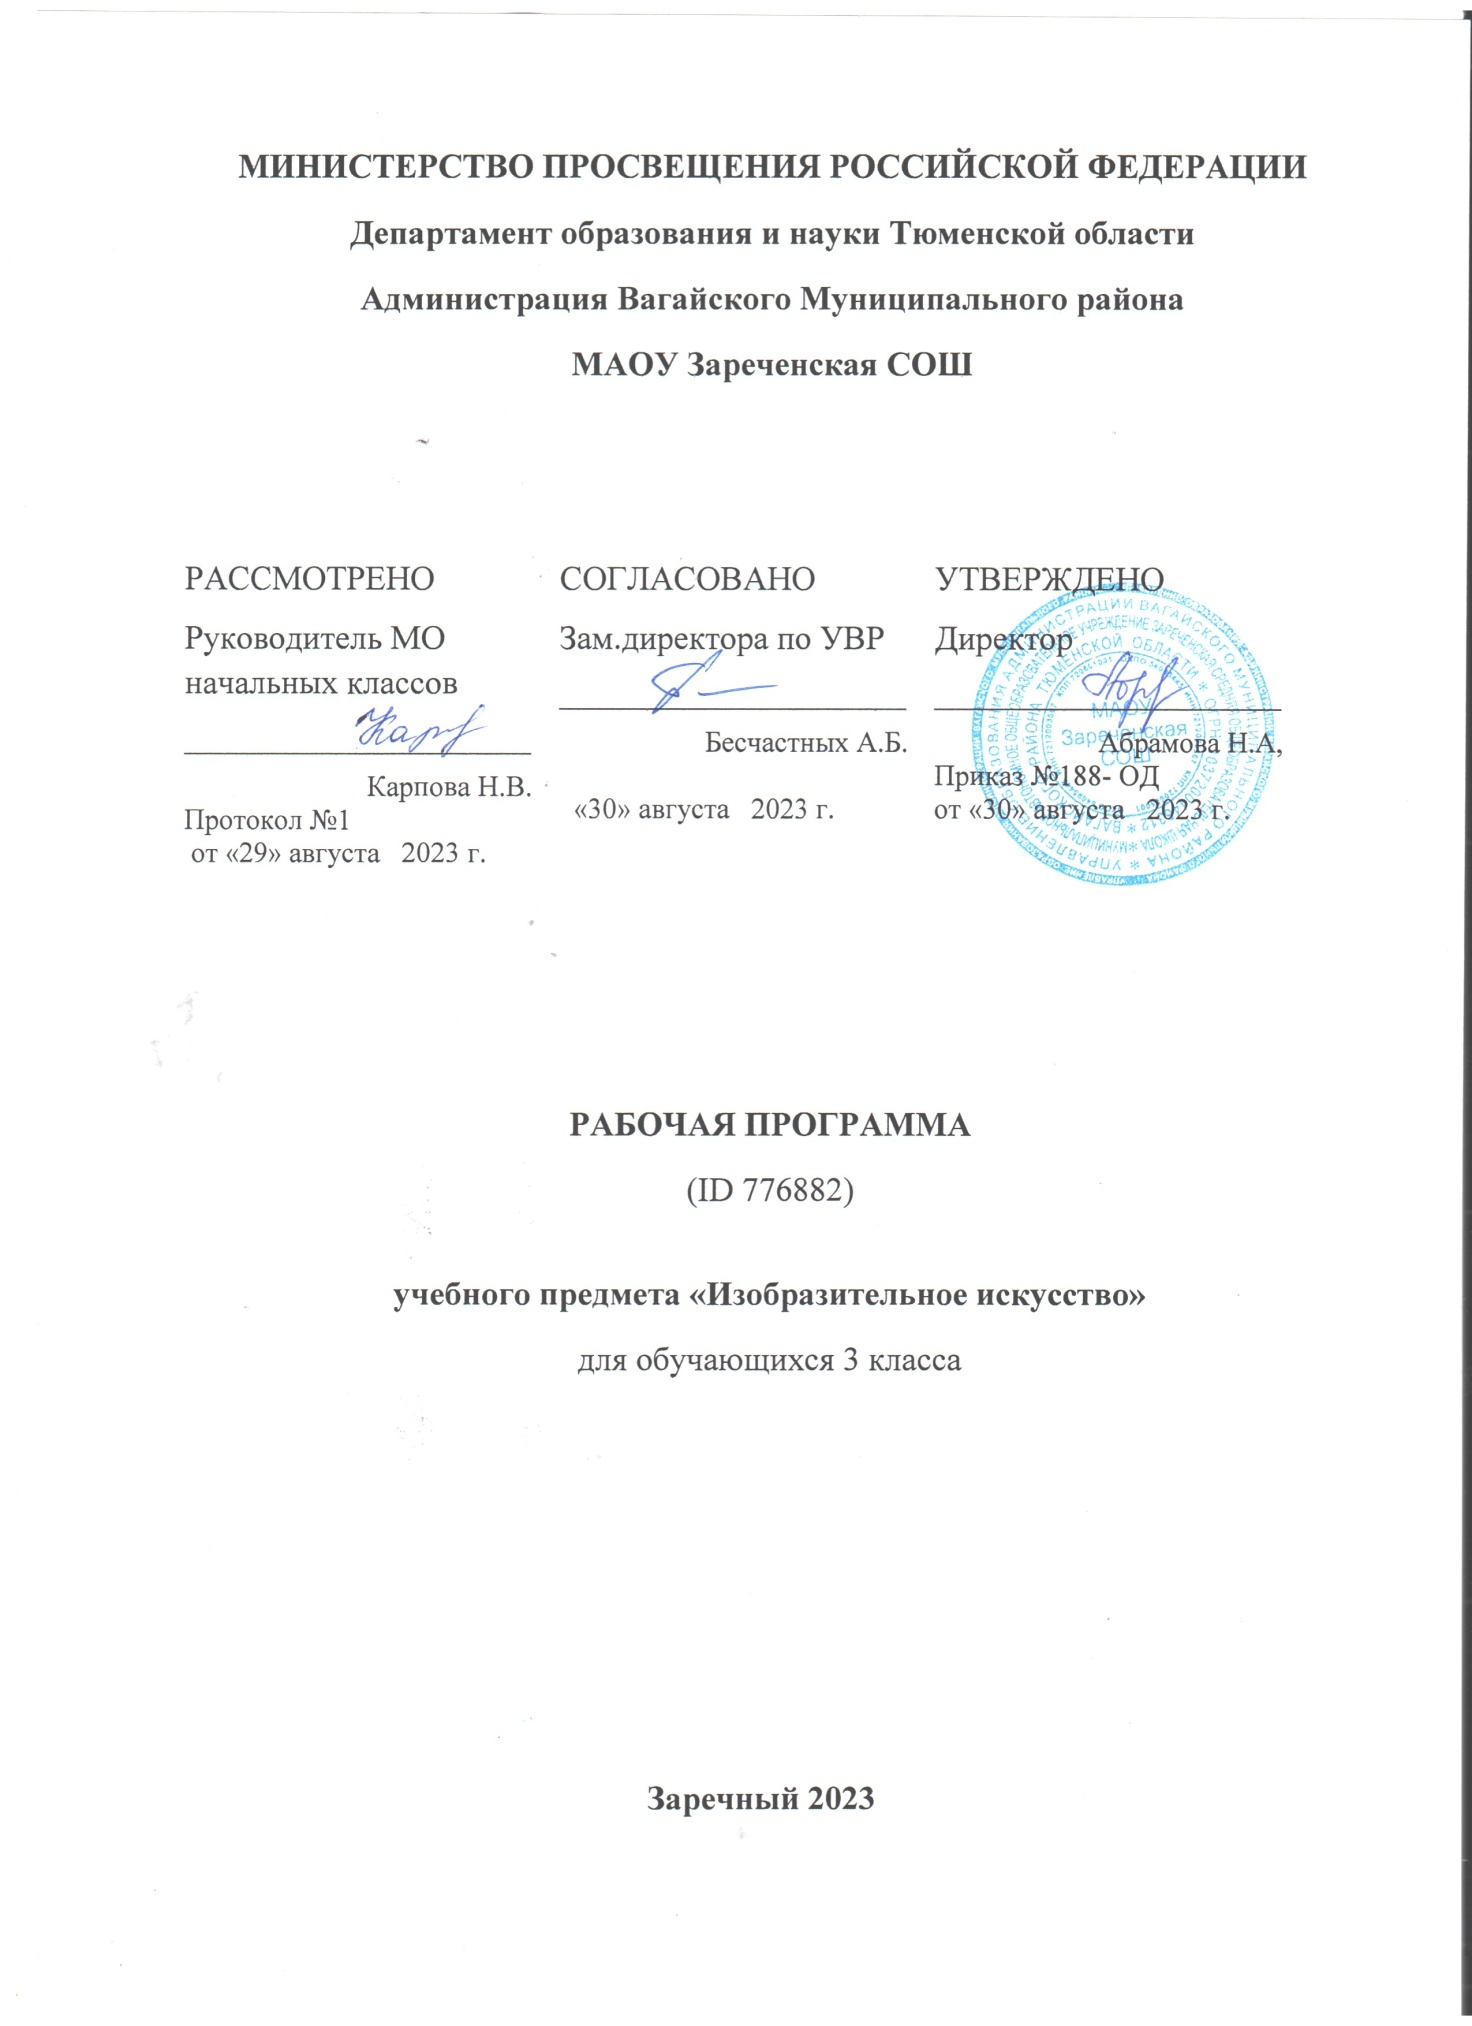 МИНИСТЕРСТВО ПРОСВЕЩЕНИЯ РОССИЙСКОЙ ФЕДЕРАЦИИ
Департамент образования и науки Тюменской области
Администрация Вагайского Муниципального района
МАОУ Зареченская СОШ
РАССМОТРЕНО
Руководитель МО
начальных классов
Карпова Н.В.
Протокол №1
от «29» августа 2023 г.
СОГЛАСОВАНО
Зам.директора по УВР
Бесчастных А.Б.
«30» августа 2023 г.
УТВЕРЖДЕНО
Директор
Абрамова Н.А,
Приказ №188- ОД
от «30» августа 2023 г.
МАОУ
Зареченская
СОШ
РАБОЧАЯ ПРОГРАММА
(ID 776882)
учебного предмета «Изобразительное искусство»
для обучающихся 3 класса
Заречный 2023